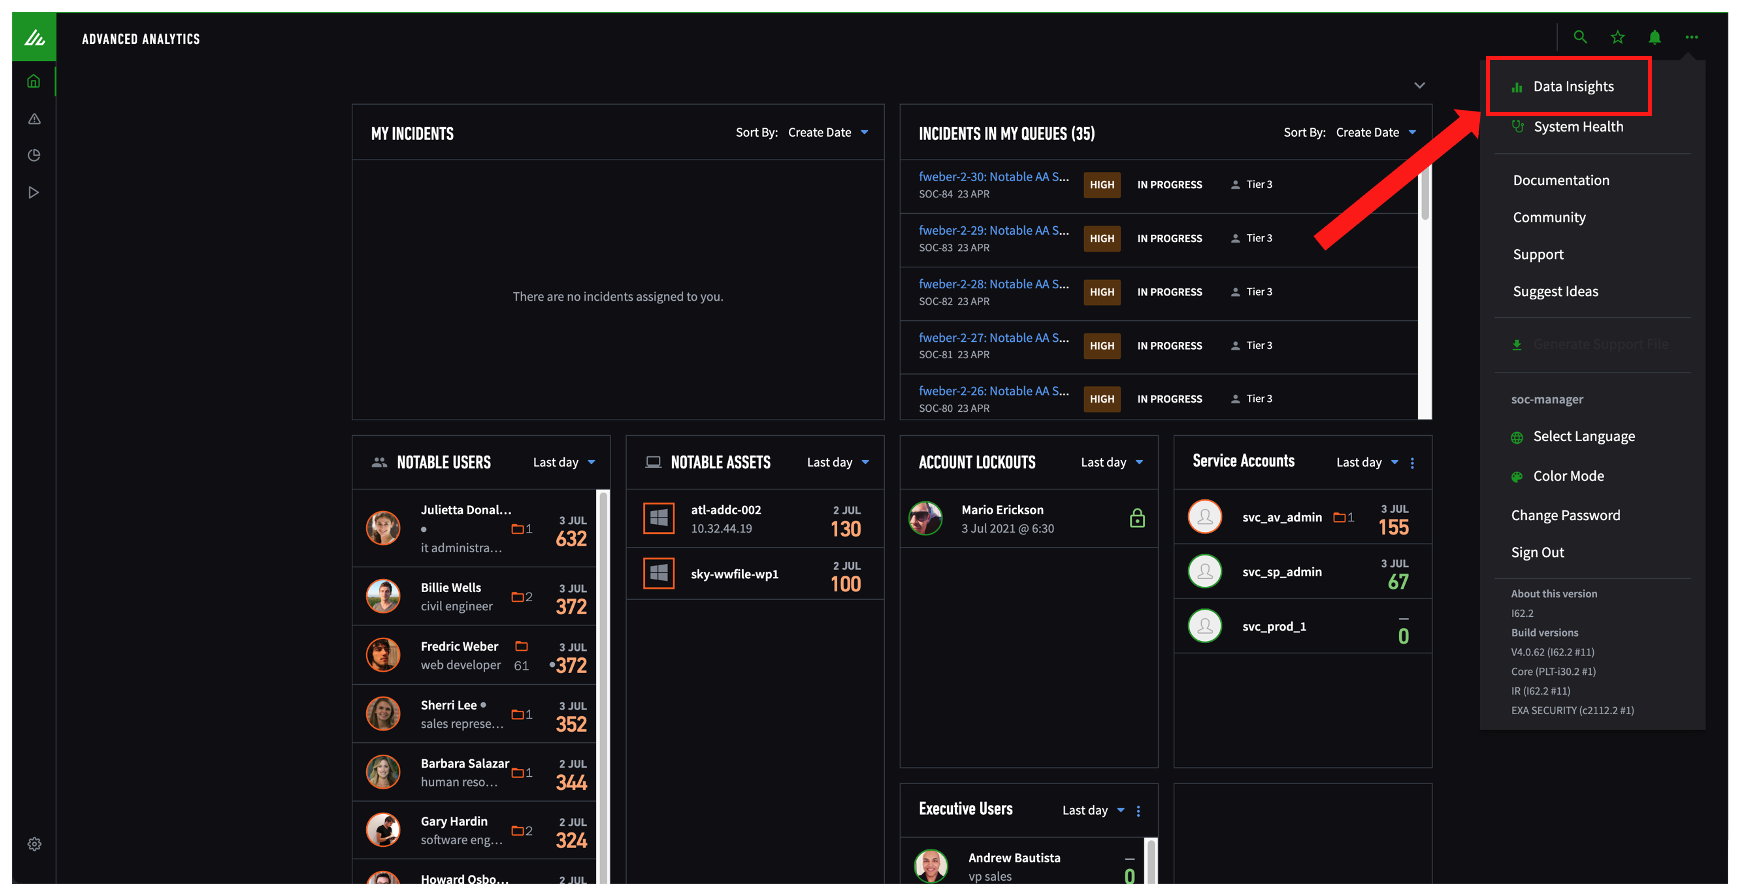 ADVANCED ANALYTICS
MY INCIDENTS
Sort By: Create Date
There are no incidents assigned to you.
INCIDENTS IN MY QUEUES (35)
Sort By: Create Date
fweber-2-30: Notable AA S... HIGH IN PROGRESS Tier 3
SOC-84 23 APR
fweber-2-29: Notable AA S... HIGH IN PROGRESS Tier 3
SOC-83 23 APR
fweber-2-28: Notable AA S... HIGH IN PROGRESS Tier 3
SOC-82 23 APR
fweber-2-27: Notable AA S... HIGH IN PROGRESS Tier 3
SOC-81 23 APR
fweber-2-26: Notable AA S... HIGH IN PROGRESS Tier 3
SOC-80 23 APR
NOTABLE USERS Last day
Julietta Donal... 1 3 JUL
632
it administra...
Billie Wells 2 3 JUL
civil engineer 372
Fredric Weber 3 JUL
web developer 61 372
Sherri Lee 1 3 JUL
sales represe... 352
Barbara Salazar 1 2 JUL
human reso... 344
Gary Hardin 2 2 JUL
software eng... 324
Howard Osbo... 2 JUL
NOTABLE ASSETS Last day
atl-addc-002 2 JUL
10.32.44.19 130
sky-wwfile-wp1 2 JUL
100
ACCOUNT LOCKOUTS Last day
Mario Erickson
3 Jul 2021 @ 6:30
Service Accounts Last day
svc_av_admin 1 3 JUL
155
svc_sp_admin 3 JUL
67
svc_prod_1 –
0
Executive Users Last day
Andrew Bautista –
vp sales 0
Data Insights
System Health
Documentation
Community
Support
Suggest Ideas
Generate Support File
soc-manager
Select Language
Color Mode
Change Password
Sign Out
About this version
I62.2
Build versions
V4.0.62 (I62.2 #11)
Core (PLT-i30.2 #1)
IR (I62.2 #11)
EXA SECURITY (c2112.2 #1)